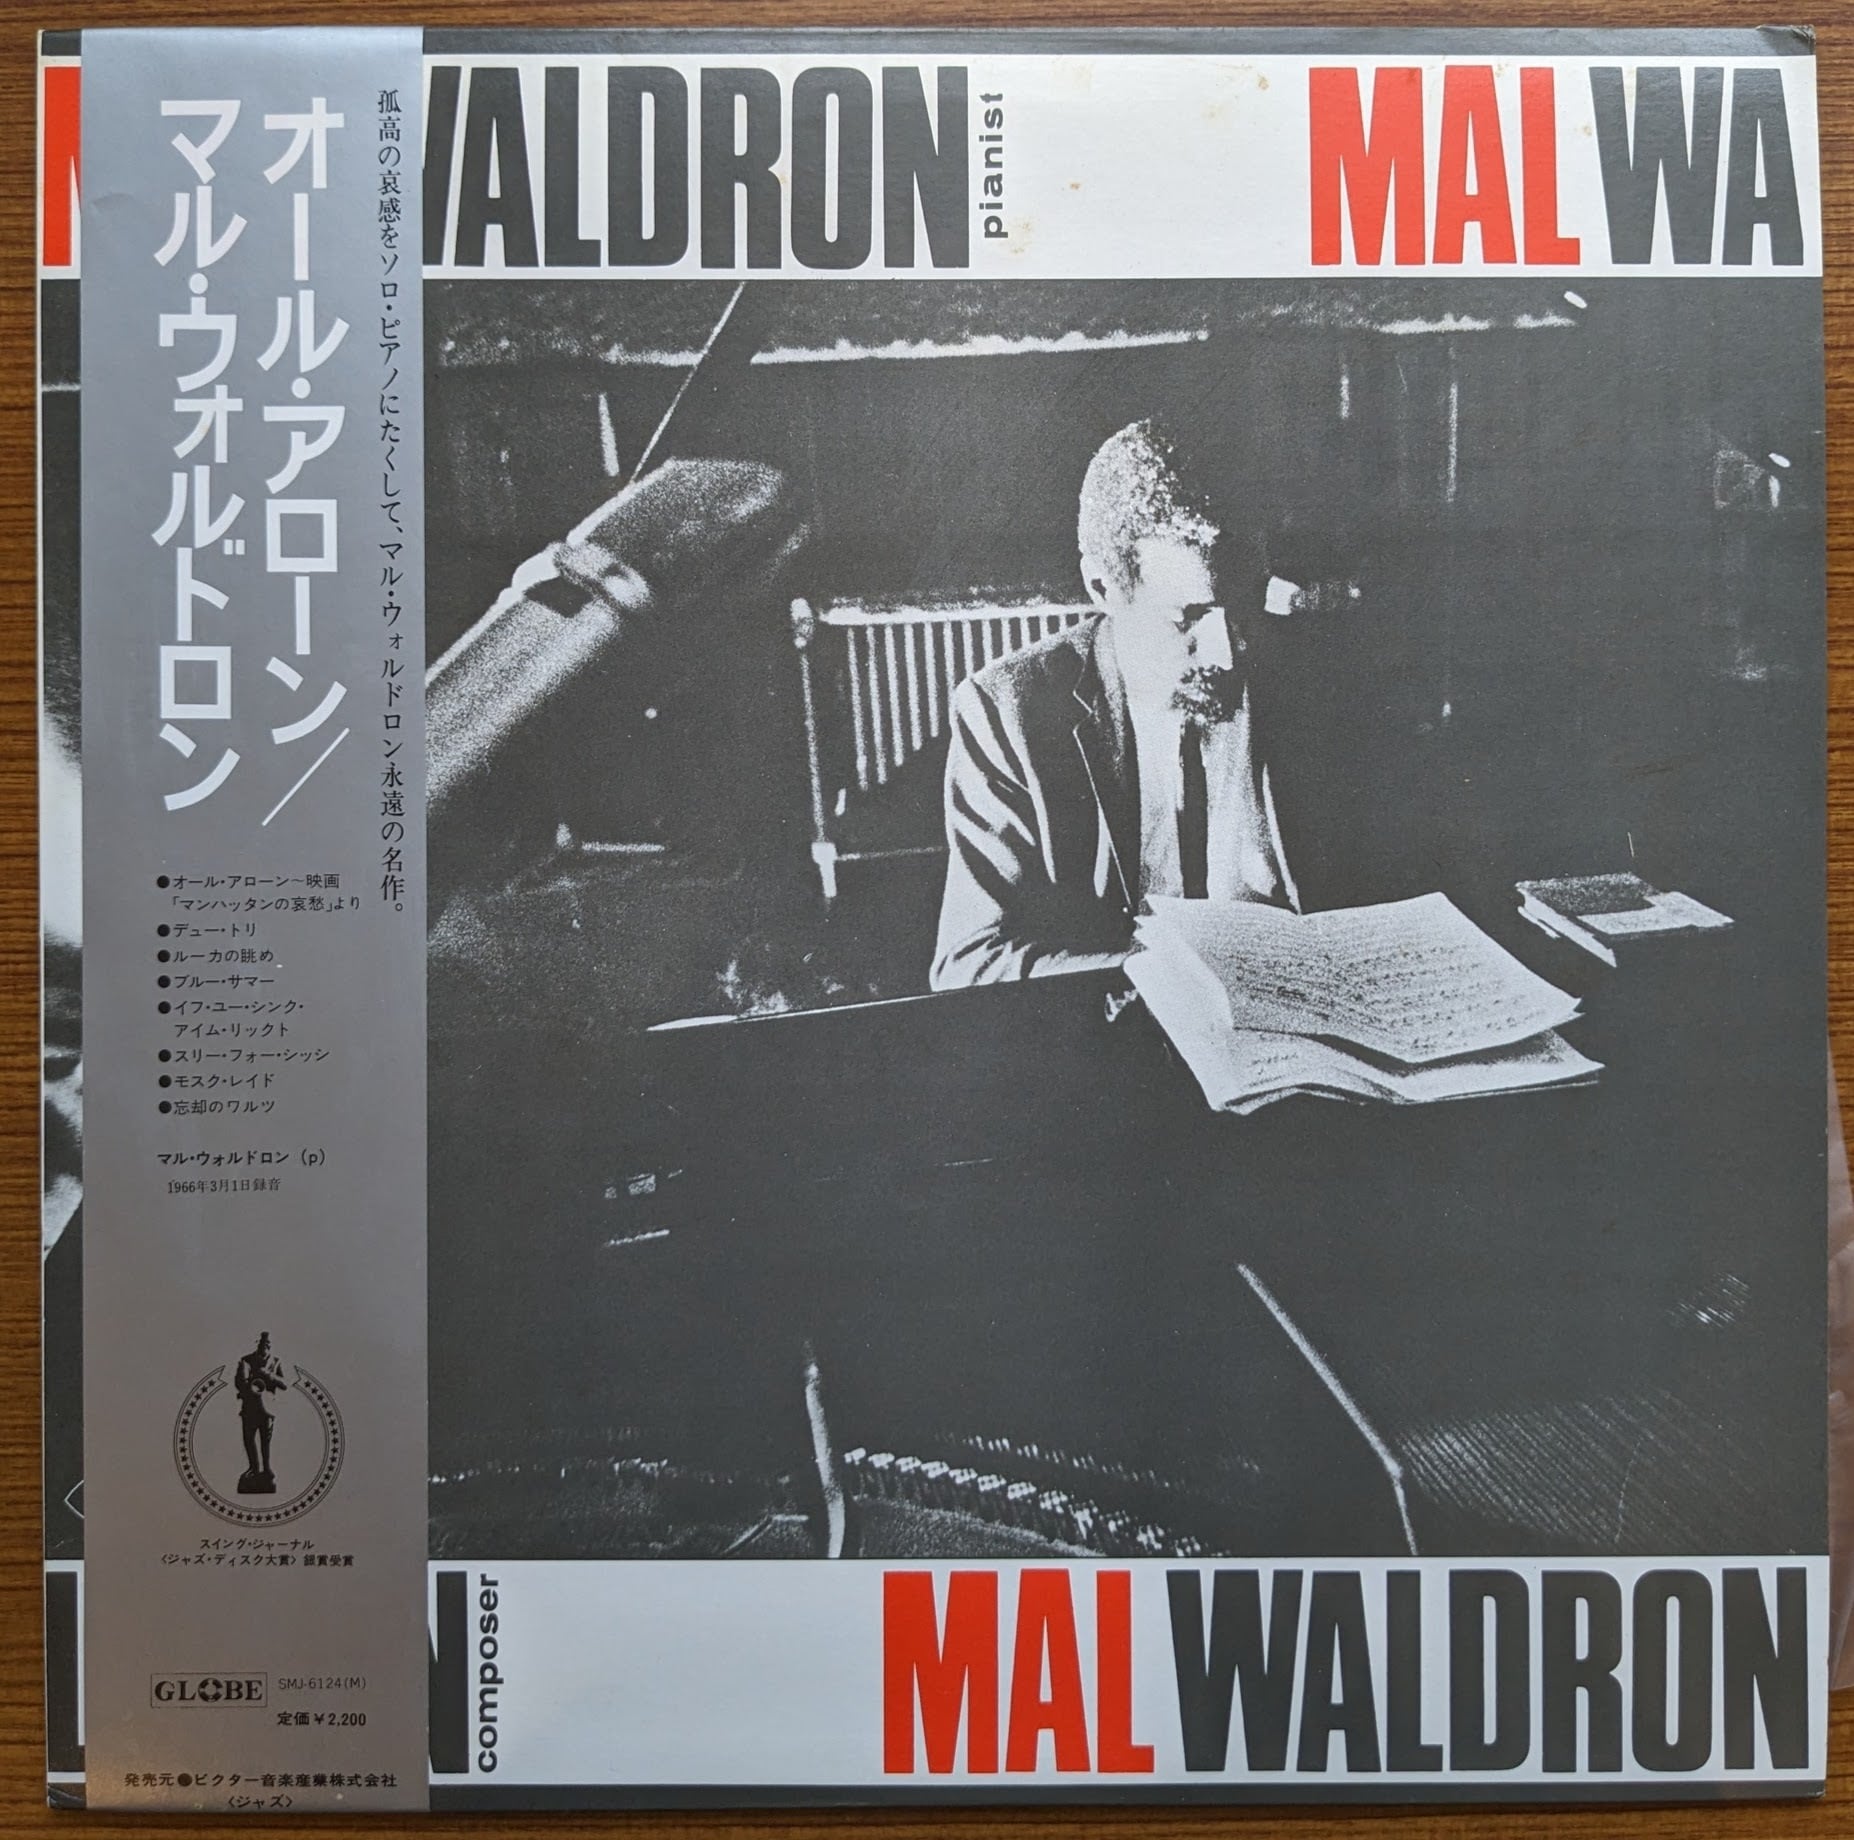 WALDRON
pianist
MAL WA
孤高の哀感をソロ・ピアノにたくして、マル・ウォルドロン永遠の名作。
オール・アローン/
マル・ウォルドロン
●オール・アローン〜映画
「マンハッタンの哀愁」より
●デュー・トリ
●ルーカの眺め
●ブルー・サマー
●イフ・ユー・シンク・
アイム・リックト
●スリー・フォー・シッシ
●モスク・レイド
●忘却のワルツ
マル・ウォルドロン (p)
1966年3月1日録音
スイング・ジャーナル
〈ジャズ・ディスク大賞〉銀賞受賞
GLOBE SMJ-6124(M)
定価¥2,200
発売元●ビクター音楽産業株式会社
〈ジャズ〉
composer
MAL WALDRON